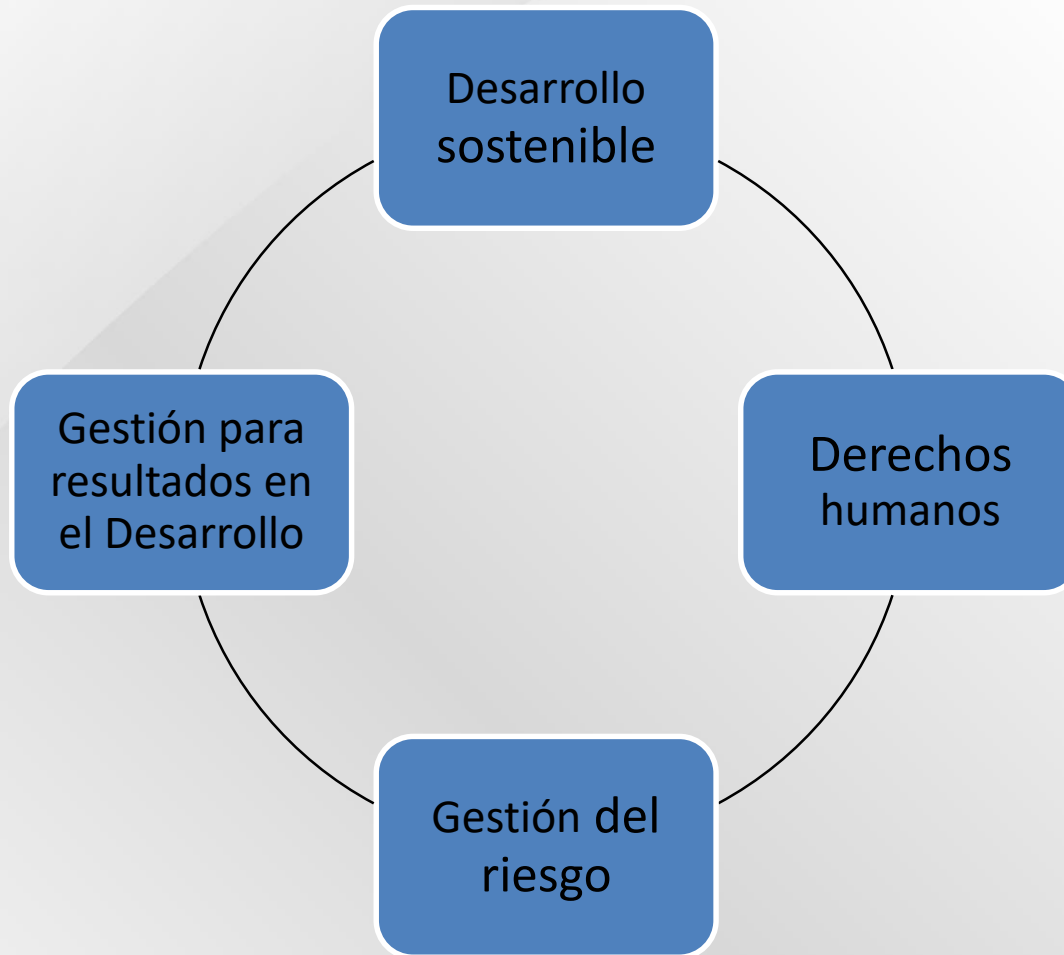 Desarrollo
sostenible
Gestión para
resultados en
el Desarrollo
Derechos
humanos
Gestión del
riesgo